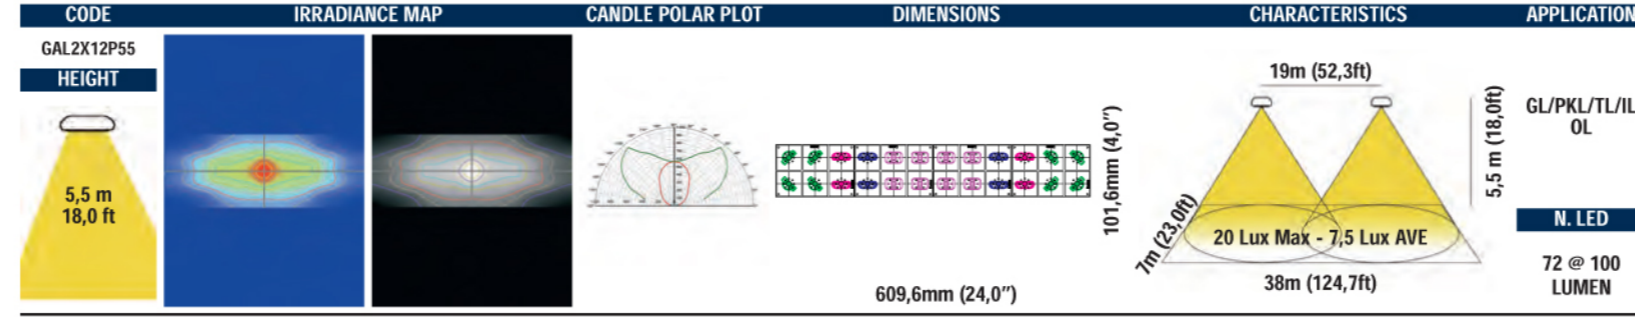 CODE
IRRADIANCE MAP
CANDLE POLAR PLOT
DIMENSIONS
CHARACTERISTICS
APPLICATION
GAL2X12P55
HEIGHT
5,5 m
18,0 ft
101,6mm (4,0”)
609,6mm (24,0”)
19m (52,3ft)
5,5 m (18,0ft)
7m (23,0ft)
20 Lux Max - 7,5 Lux AVE
38m (124,7ft)
GL/PKL/TL/IL
OL
N. LED
72 @ 100
LUMEN